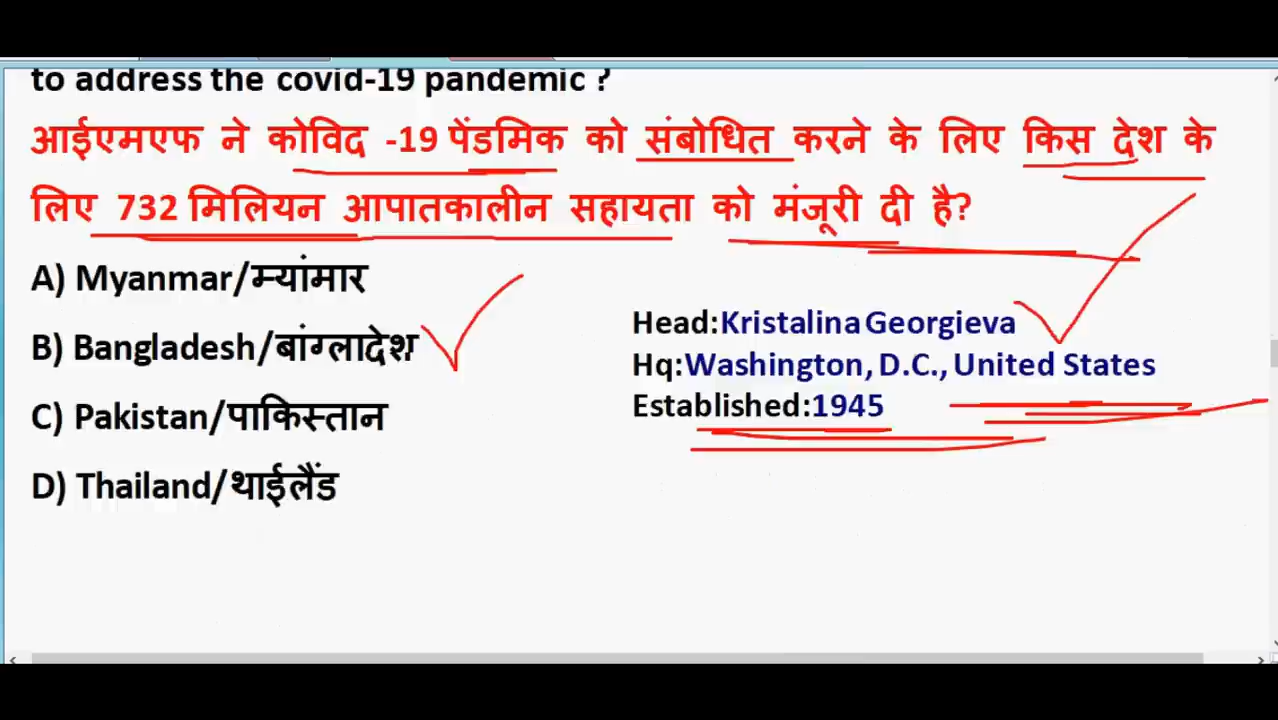 to address the covid-19 pandemic ?
आईएमएफ ने कोविद -19 पेंडमिक को संबोधित करने के लिए किस देश के
लिए 732 मिलियन आपातकालीन सहायता को मंजूरी दी है?
A) Myanmar/म्यांमार
B) Bangladesh/बांग्लादेश
C) Pakistan/पाकिस्तान
D) Thailand/थाईलैंड
Head:Kristalina Georgieva
Hq:Washington, D.C., United States
Established:1945